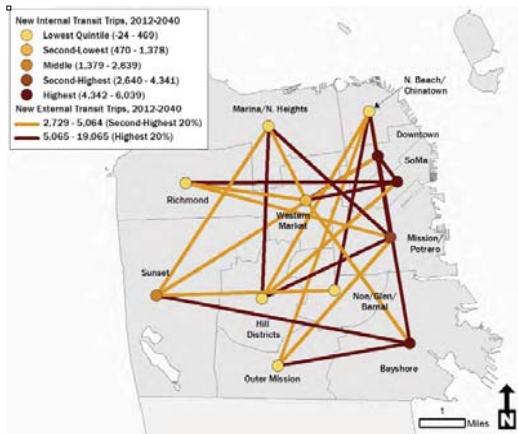 New Internal Transit Trips, 2012-2040
Lowest Quintile (-24 - 469)
Second-Lowest (470 - 1,378)
Middle (1,379 - 2,639)
Second-Highest (2,640 - 4,341)
Highest (4,342 - 6,039)
New External Transit Trips, 2012-2040
2,729 - 5,064 (Second-Highest 20%)
5,065 - 19,065 (Highest 20%)
N. Beach/
Chinatown
Marina/N. Heights
Downtown
SoMa
Richmond
Western
Market
Mission/
Potrero
Sunset
Noe/Glen/
Bernal
Hill
Districts
Outer Mission
Bayshore
1
Miles
N